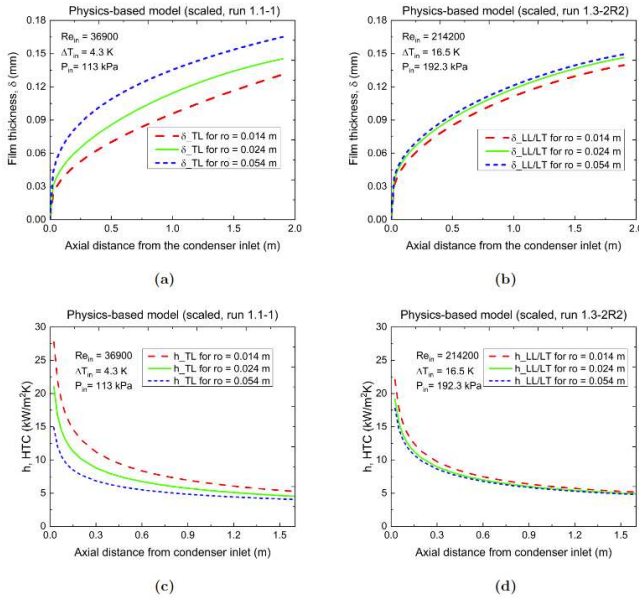 Physics-based model (scaled, run 1.1-1)
Re_in = 36900
ΔT_in = 4.3 K
P_in= 113 kPa
Film thickness, δ (mm)
0.15
0.12
0.09
0.06
0.03
0.00
δ_TL for ro = 0.014 m
δ_TL for ro = 0.024 m
δ_TL for ro = 0.054 m
0.0 0.5 1.0 1.5 2.0
Axial distance from the condenser inlet (m)
(a)
Physics-based model (scaled, run 1.3-2R2)
Re_in = 214200
ΔT_in = 16.5 K
P_in= 192.3 kPa
Film thickness, δ (mm)
0.18
0.15
0.12
0.09
0.06
0.03
0.00
δ_LL/LT for ro = 0.014 m
δ_LL/LT for ro = 0.024 m
δ_LL/LT for ro = 0.054 m
0.0 0.5 1.0 1.5 2.0
Axial distance from the condenser inlet (m)
(b)
Physics-based model (scaled, run 1.1-1)
Re_in = 36900
ΔT_in = 4.3 K
P_in= 113 kPa
h_TL for ro = 0.014 m
h_TL for ro = 0.024 m
h_TL for ro = 0.054 m
h, HTC (kW/m²K)
30
25
20
15
10
5
0
0.0 0.3 0.6 0.9 1.2 1.5
Axial distance from condenser inlet (m)
(c)
Physics-based model (scaled, run 1.3-2R2)
Re_in = 214200
ΔT_in = 16.5 K
P_in= 192.3 kPa
h_LL/LT for ro = 0.014 m
h_LL/LT for ro = 0.024 m
h_LL/LT for ro = 0.054 m
h, HTC (kW/m²K)
30
25
20
15
10
5
0
0.0 0.3 0.6 0.9 1.2 1.5
Axial distance from condenser inlet (m)
(d)